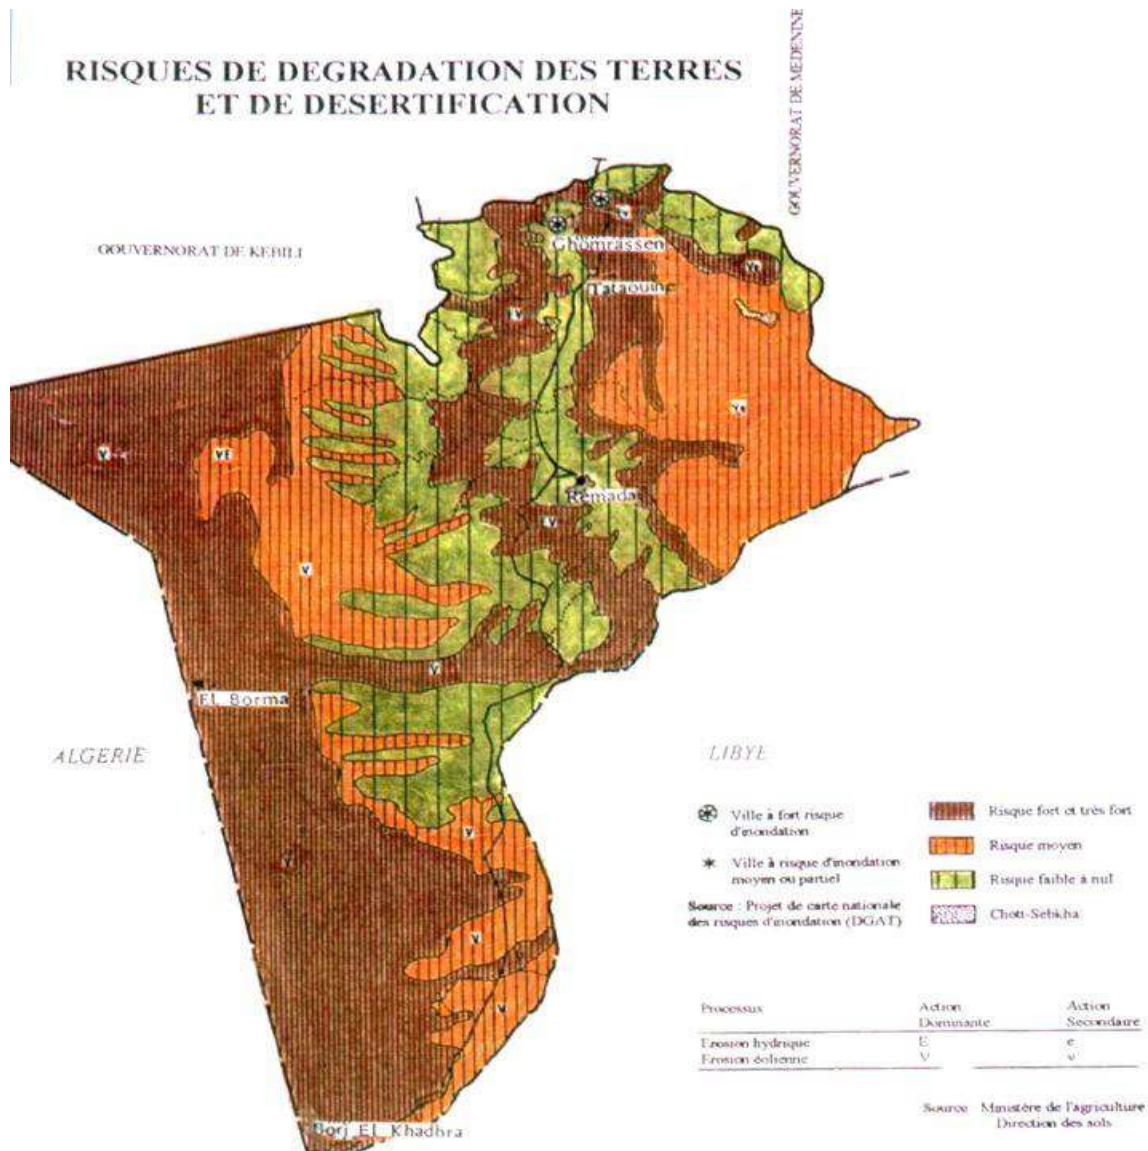 RISQUES DE DEGRADATION DES TERRES
ET DE DESERTIFICATION
GOUVERNORAT DE MEDENINE
GOUVERNORAT DE KEBILI
Ghomrassen
Tataouine
Remada
EL Borma
Borj EL Khadhra
ALGERIE
LIBYE
V
Ve
V
Ve
V
VE
V
V
V
V
V
V
V
Ville à fort risque
d'inondation
Ville à risque d'inondation
moyen ou partiel
Source : Projet de carte nationale
des risques d'inondation (DGAT)
Risque fort et très fort
Risque moyen
Risque faible à nul
Chott-Sebkha
Processus Action Action
Dominante Secondaire
Erosion hydrique E e
Erosion éolienne V v
Source Ministère de l'agriculture
Direction des sols